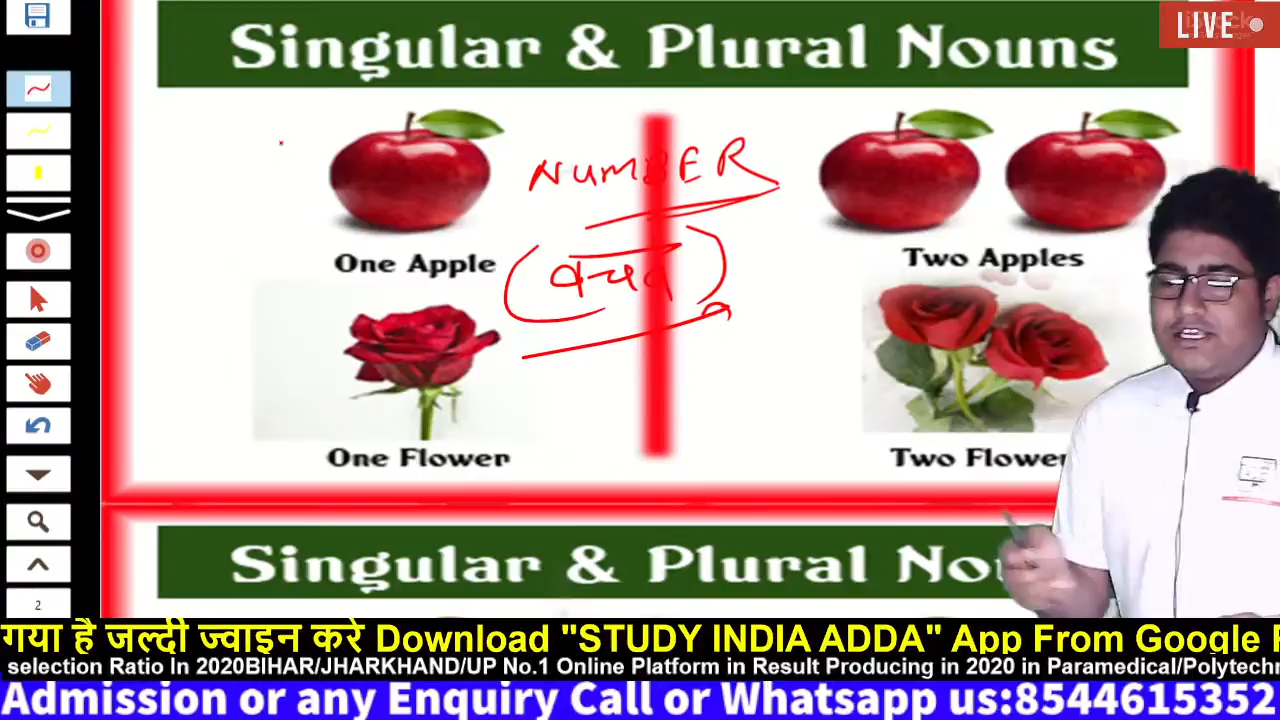 Singular & Plural Nouns
LIVE
NUMBER
(वचन)
One Apple
Two Apples
One Flower
Two Flower
Singular & Plural Nou
2
गया है जल्दी ज्वाइन करे Download "STUDY INDIA ADDA" App From Google
selection Ratio In 2020BIHAR/JHARKHAND/UP No.1 Online Platform in Result Producing in 2020 in Paramedical/Polytechn
Admission or any Enquiry Call or Whatsapp us:8544615352